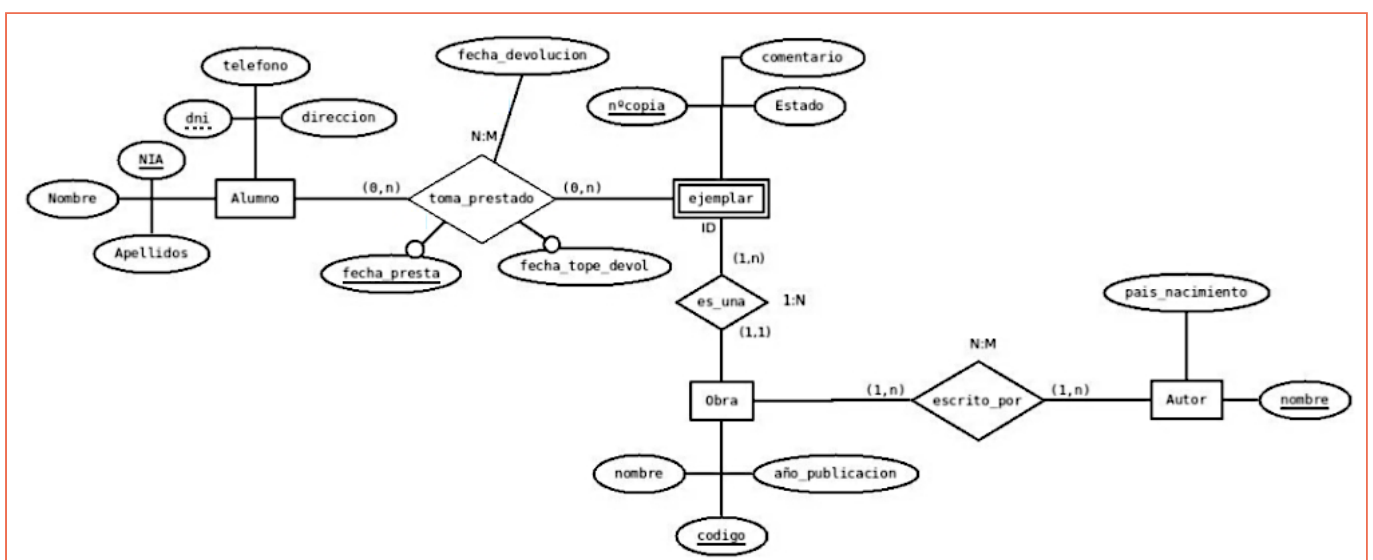 fecha_devolucion
comentario
telefono
nºcopia
Estado
dni
direccion
N:M
NIA
Nombre
Alumno
(0,n)
toma_prestado
(0,n)
ejemplar
ID
Apellidos
fecha_presta
fecha_tope_devol
(1,n)
es_una
1:N
(1,1)
pais_nacimiento
N:M
Obra
(1,n)
escrito_por
(1,n)
Autor
nombre
nombre
año_publicacion
codigo